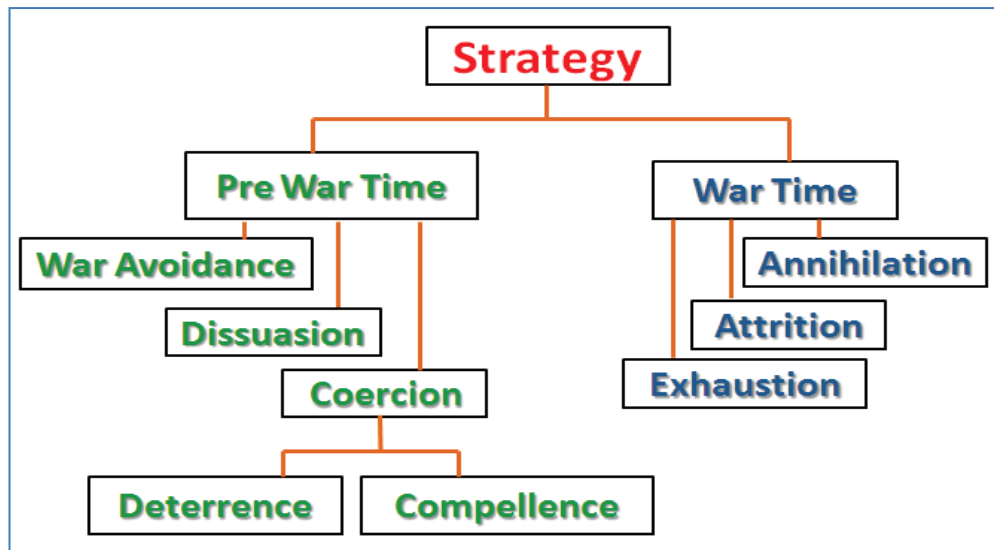 Strategy
Pre War Time
War Time
War Avoidance
Annihilation
Dissuasion
Attrition
Exhaustion
Coercion
Deterrence
Compellence